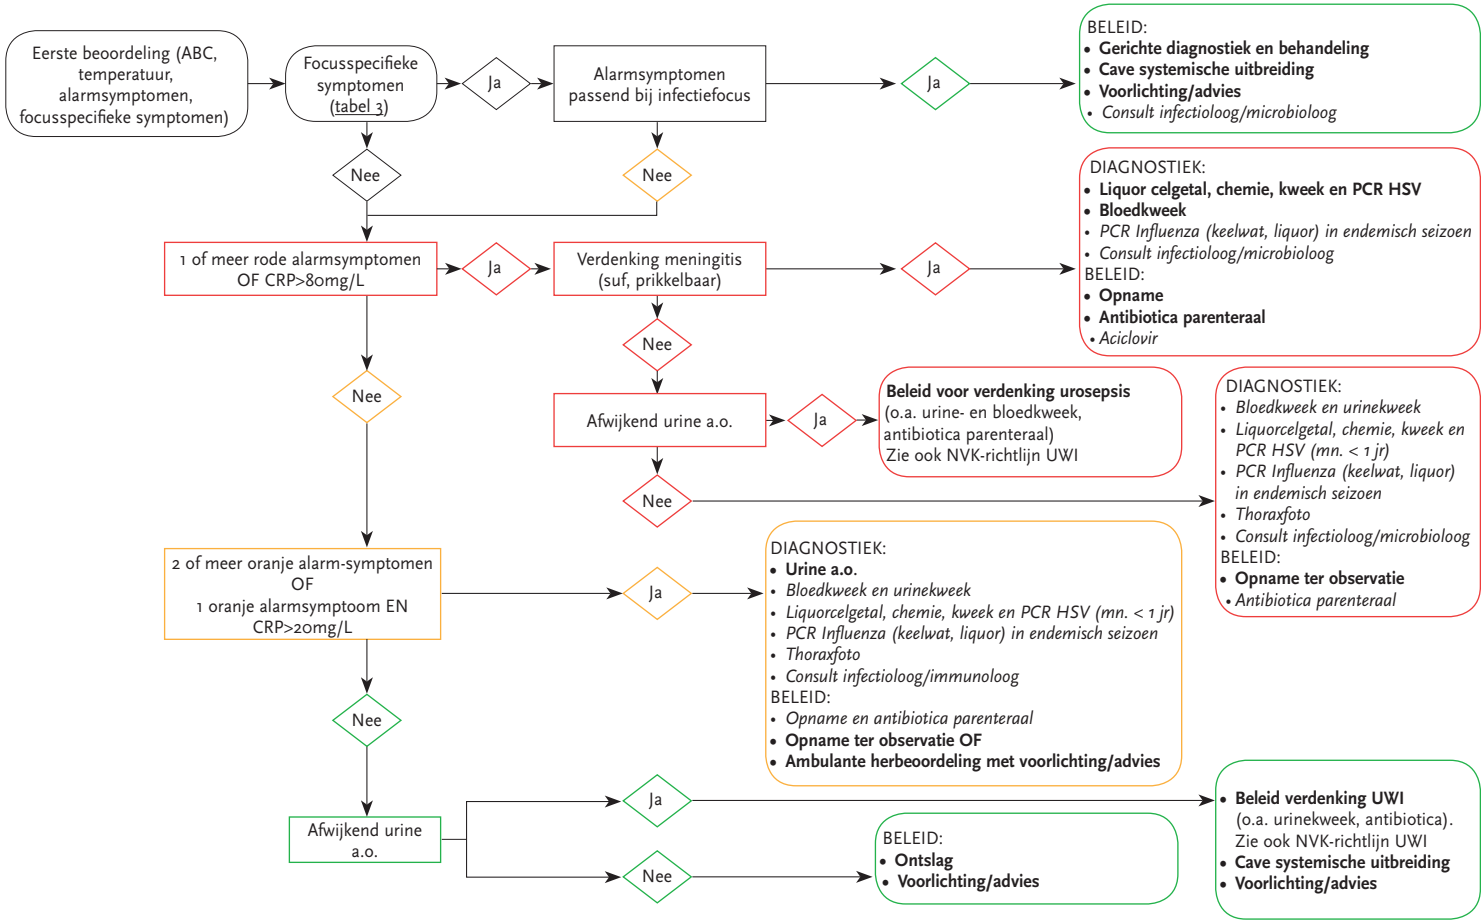 Eerste beoordeling (ABC,
temperatuur,
alarmsymptomen,
focusspecifieke symptomen)
Focusspecifieke
symptomen
(tabel 3)
Ja
Alarmsymptomen
passend bij infectiefocus
Ja
BELEID:
• Gerichte diagnostiek en behandeling
• Cave systemische uitbreiding
• Voorlichting/advies
• Consult infectioloog/microbioloog
Nee
Nee
1 of meer rode alarmsymptomen
OF CRP>80mg/L
Ja
Verdenking meningitis
(suf, prikkelbaar)
Ja
DIAGNOSTIEK:
• Liquor celgetal, chemie, kweek en PCR HSV
• Bloedkweek
• PCR Influenza (keelwat, liquor) in endemisch seizoen
• Consult infectioloog/microbioloog
BELEID:
• Opname
• Antibiotica parenteraal
• Aciclovir
Nee
Nee
Afwijkend urine a.o.
Ja
Beleid voor verdenking urosepsis
(o.a. urine- en bloedkweek,
antibiotica parenteraal)
Zie ook NVK-richtlijn UWI
Nee
DIAGNOSTIEK:
• Bloedkweek en urinekweek
• Liquorcelgetal, chemie, kweek en
PCR HSV (mn. < 1 jr)
• PCR Influenza (keelwat, liquor)
in endemisch seizoen
• Thoraxfoto
• Consult infectioloog/microbioloog
BELEID:
• Opname ter observatie
• Antibiotica parenteraal
2 of meer oranje alarm-symptomen
OF
1 oranje alarmsymptoom EN
CRP>20mg/L
Ja
DIAGNOSTIEK:
• Urine a.o.
• Bloedkweek en urinekweek
• Liquorcelgetal, chemie, kweek en PCR HSV (mn. < 1 jr)
• PCR Influenza (keelwat, liquor) in endemisch seizoen
• Thoraxfoto
• Consult infectioloog/immunoloog
BELEID:
• Opname en antibiotica parenteraal
• Opname ter observatie OF
• Ambulante herbeoordeling met voorlichting/advies
Nee
Afwijkend urine
a.o.
Ja
• Beleid verdenking UWI
(o.a. urinekweek, antibiotica).
Zie ook NVK-richtlijn UWI
• Cave systemische uitbreiding
• Voorlichting/advies
Nee
BELEID:
• Ontslag
• Voorlichting/advies